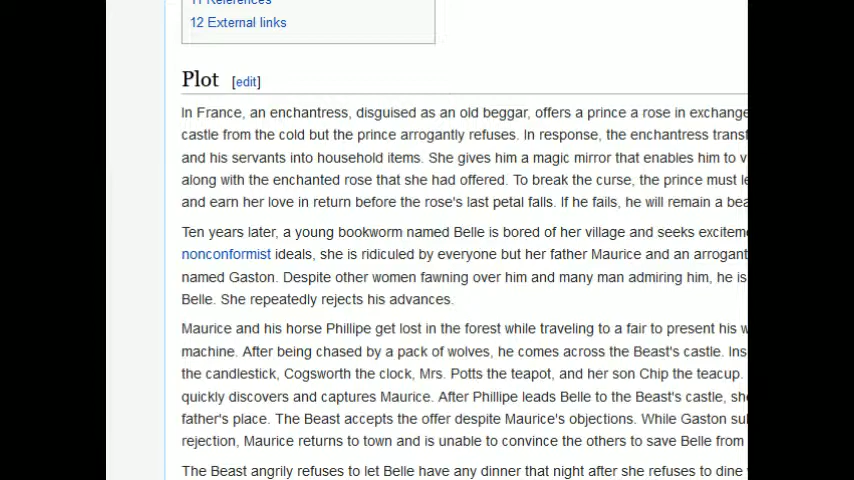 11 References
12 External links
Plot [edit]
In France, an enchantress, disguised as an old beggar, offers a prince a rose in exchange
castle from the cold but the prince arrogantly refuses. In response, the enchantress transf
and his servants into household items. She gives him a magic mirror that enables him to v
along with the enchanted rose that she had offered. To break the curse, the prince must le
and earn her love in return before the rose's last petal falls. If he fails, he will remain a bea
Ten years later, a young bookworm named Belle is bored of her village and seeks exciteme
nonconformist ideals, she is ridiculed by everyone but her father Maurice and an arrogant
named Gaston. Despite other women fawning over him and many man admiring him, he is
Belle. She repeatedly rejects his advances.
Maurice and his horse Phillipe get lost in the forest while traveling to a fair to present his w
machine. After being chased by a pack of wolves, he comes across the Beast's castle. Ins
the candlestick, Cogsworth the clock, Mrs. Potts the teapot, and her son Chip the teacup.
quickly discovers and captures Maurice. After Phillipe leads Belle to the Beast's castle, she
father's place. The Beast accepts the offer despite Maurice's objections. While Gaston sul
rejection, Maurice returns to town and is unable to convince the others to save Belle from
The Beast angrily refuses to let Belle have any dinner that night after she refuses to dine